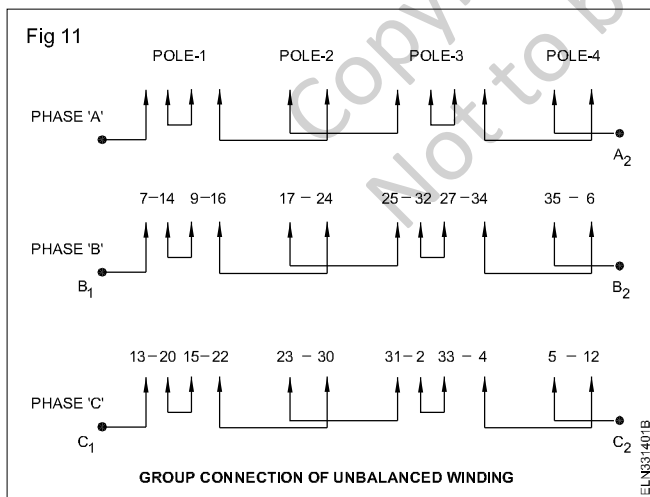 Fig 11
POLE-1 POLE-2 POLE-3 POLE-4
PHASE 'A'
A2
7-14 9-16 17 - 24 25-32 27-34 35 - 6
PHASE 'B'
B1 B2
13-20 15-22 23 - 30 31-2 33 - 4 5 - 12
PHASE 'C'
C1 C2
GROUP CONNECTION OF UNBALANCED WINDING
ELN331401B
Not to b